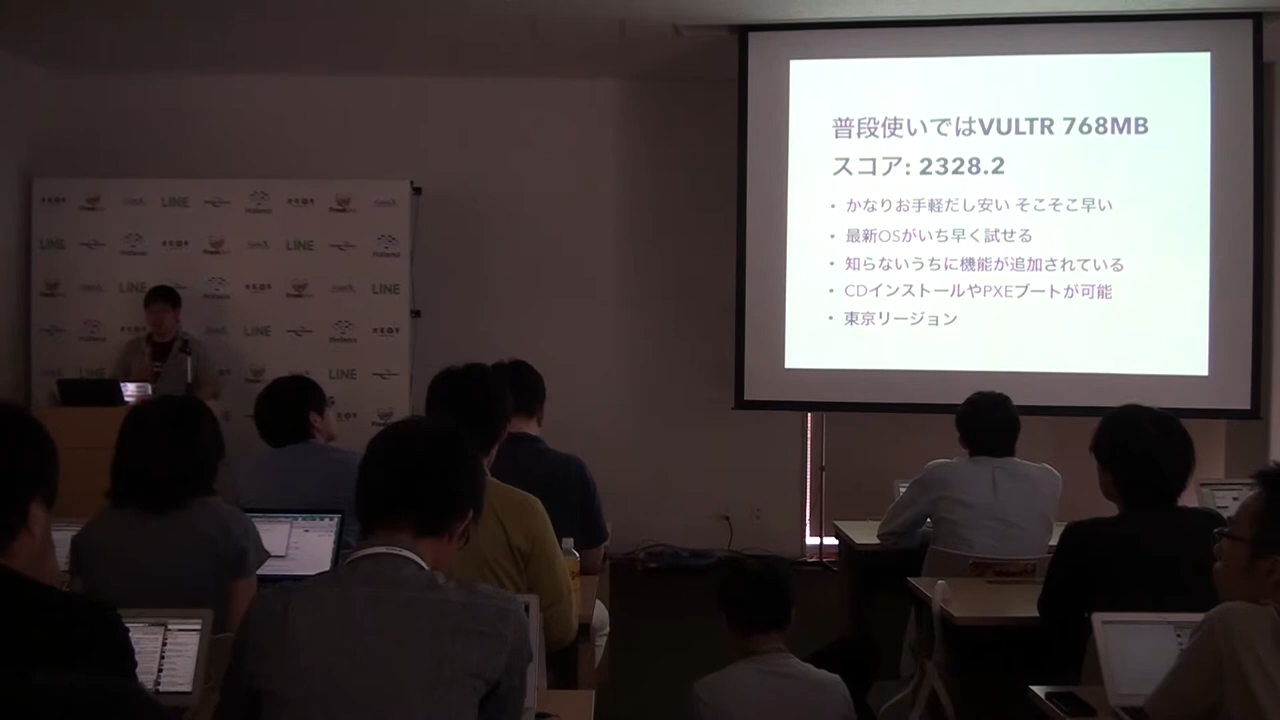 普段使いではVULTR 768MB
スコア: 2328.2
• かなりお手軽だし安い そこそこ早い
• 最新OSがいち早く試せる
• 知らないうちに機能が追加されている
• CDインストールやPXEブートが可能
• 東京リージョン
LINE
LINE
LINE
LINE
LINE
LINE